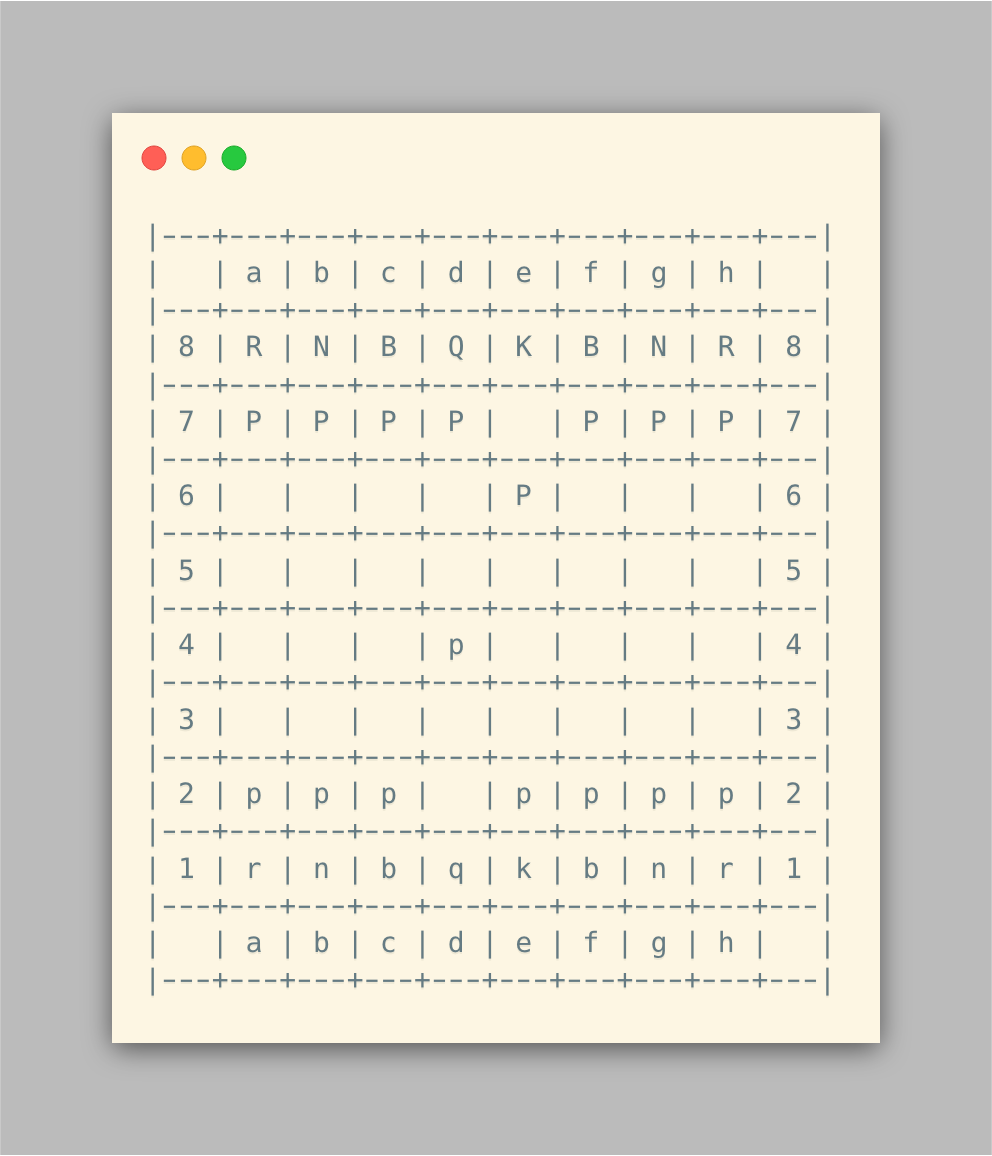 |---+---+---+---+---+---+---+---+---+---|
|   | a | b | c | d | e | f | g | h |   |
|---+---+---+---+---+---+---+---+---+---|
| 8 | R | N | B | Q | K | B | N | R | 8 |
|---+---+---+---+---+---+---+---+---+---|
| 7 | P | P | P | P |   | P | P | P | 7 |
|---+---+---+---+---+---+---+---+---+---|
| 6 |   |   |   |   | P |   |   |   | 6 |
|---+---+---+---+---+---+---+---+---+---|
| 5 |   |   |   |   |   |   |   |   | 5 |
|---+---+---+---+---+---+---+---+---+---|
| 4 |   |   |   | p |   |   |   |   | 4 |
|---+---+---+---+---+---+---+---+---+---|
| 3 |   |   |   |   |   |   |   |   | 3 |
|---+---+---+---+---+---+---+---+---+---|
| 2 | p | p | p |   | p | p | p | p | 2 |
|---+---+---+---+---+---+---+---+---+---|
| 1 | r | n | b | q | k | b | n | r | 1 |
|---+---+---+---+---+---+---+---+---+---|
|   | a | b | c | d | e | f | g | h |   |
|---+---+---+---+---+---+---+---+---+---|